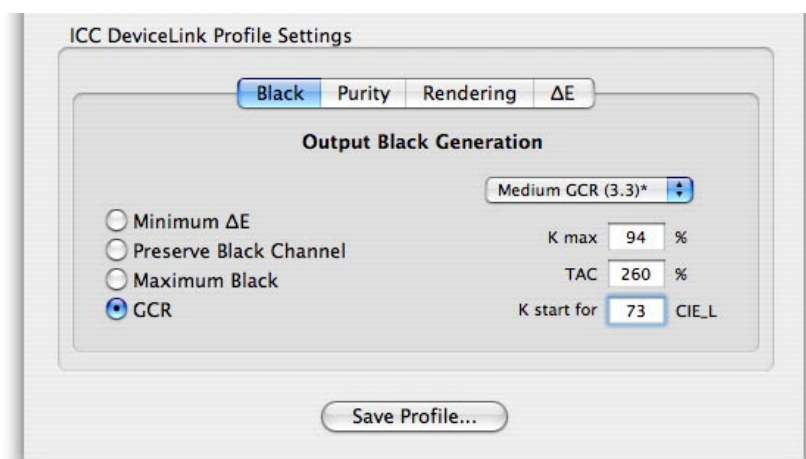 ICC DeviceLink Profile Settings
Black Purity Rendering ΔE
Output Black Generation
Medium GCR (3.3)*
Minimum ΔE
Preserve Black Channel
Maximum Black
GCR
K max 94 %
TAC 260 %
K start for 73 CIE_L
Save Profile...